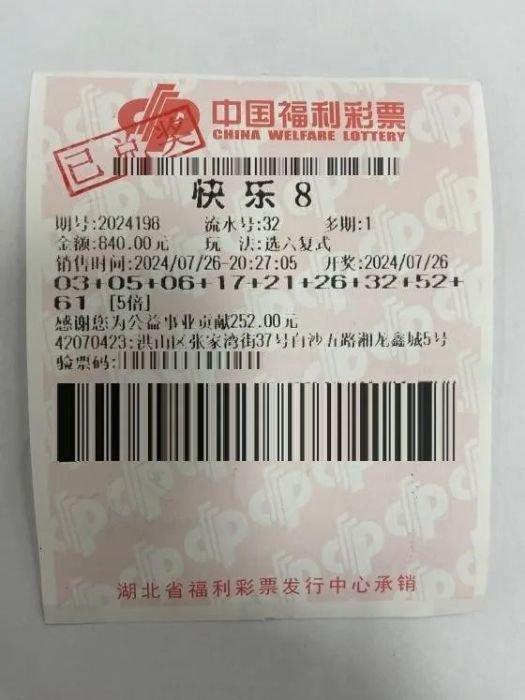 中国福利彩票
CHINA WELFARE LOTTERY
已兑奖
快乐8
期号:2024198 流水号:32 多期:1
金额:840.00元 玩 法:选六复式
销售时间:2024/07/26-20:27:05 开奖:2024/07/26
03+05+06+17+21+26+32+52+
61 [5倍]
感谢您为公益事业贡献252.00元
42070423:洪山区张家湾街37号白沙五路湘龙鑫城5号
验票码:
湖北省福利彩票发行中心承销